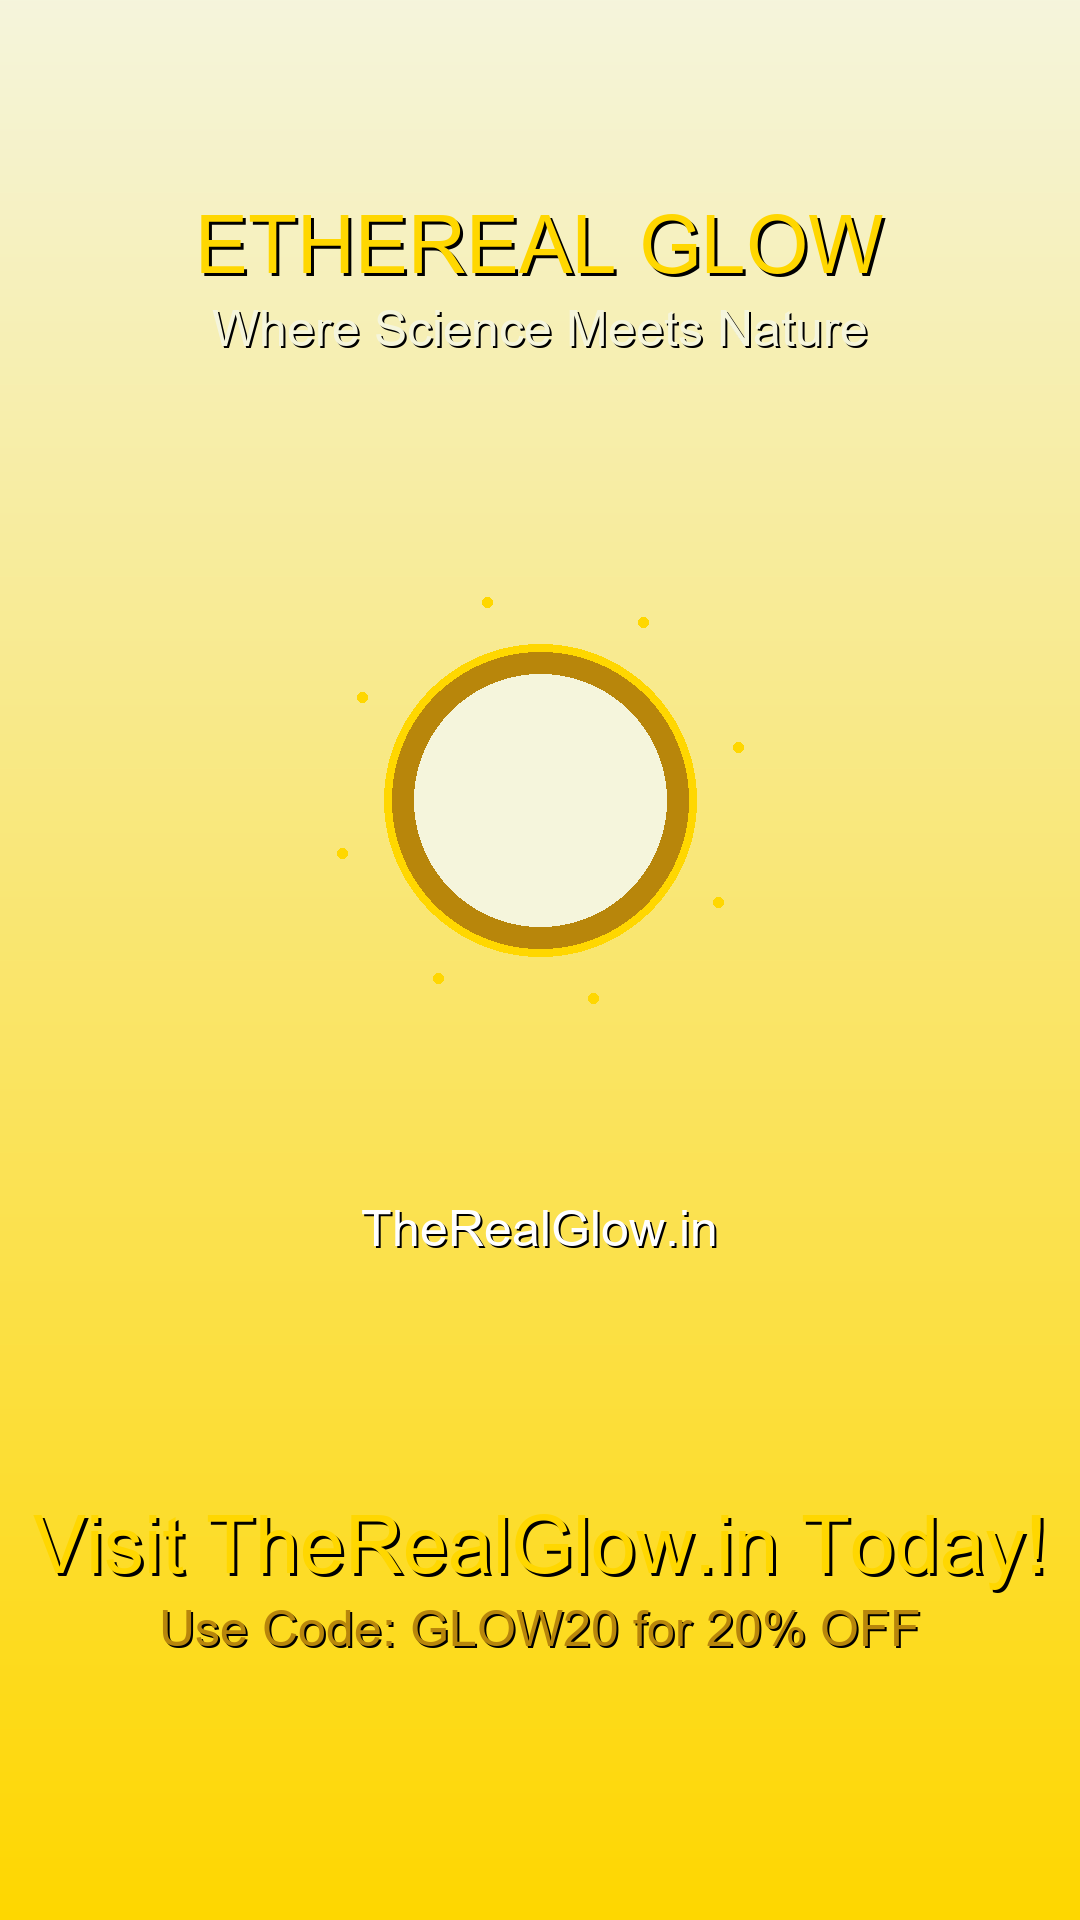 ETHEREAL GLOW
Where Science Meets Nature
TheRealGlow.in
Visit TheRealGlow.in Today!
Use Code: GLOW20 for 20% OFF